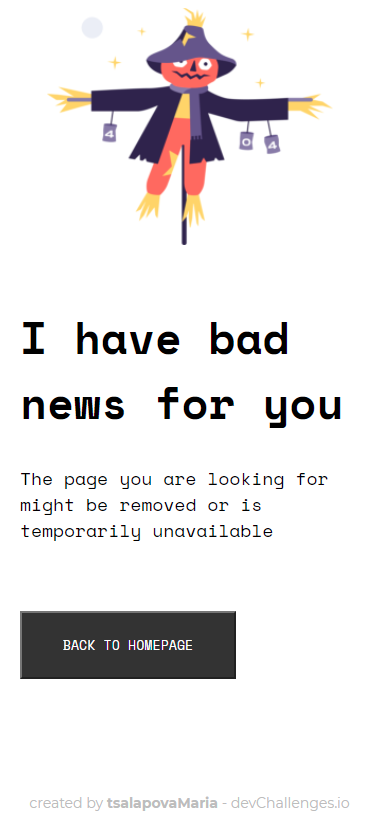 4 0 4
I have bad
news for you
The page you are looking for
might be removed or is
temporarily unavailable
BACK TO HOMEPAGE
created by tsalapovaMaria - devChallenges.io